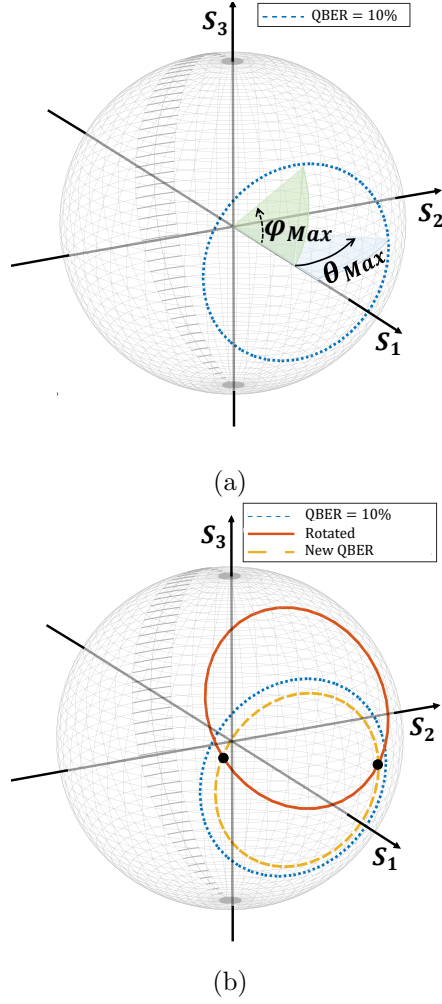 QBER = 10%
S3
S2
φMax
θMax
S1
(a)
QBER = 10%
Rotated
New QBER
S3
S2
S1
(b)